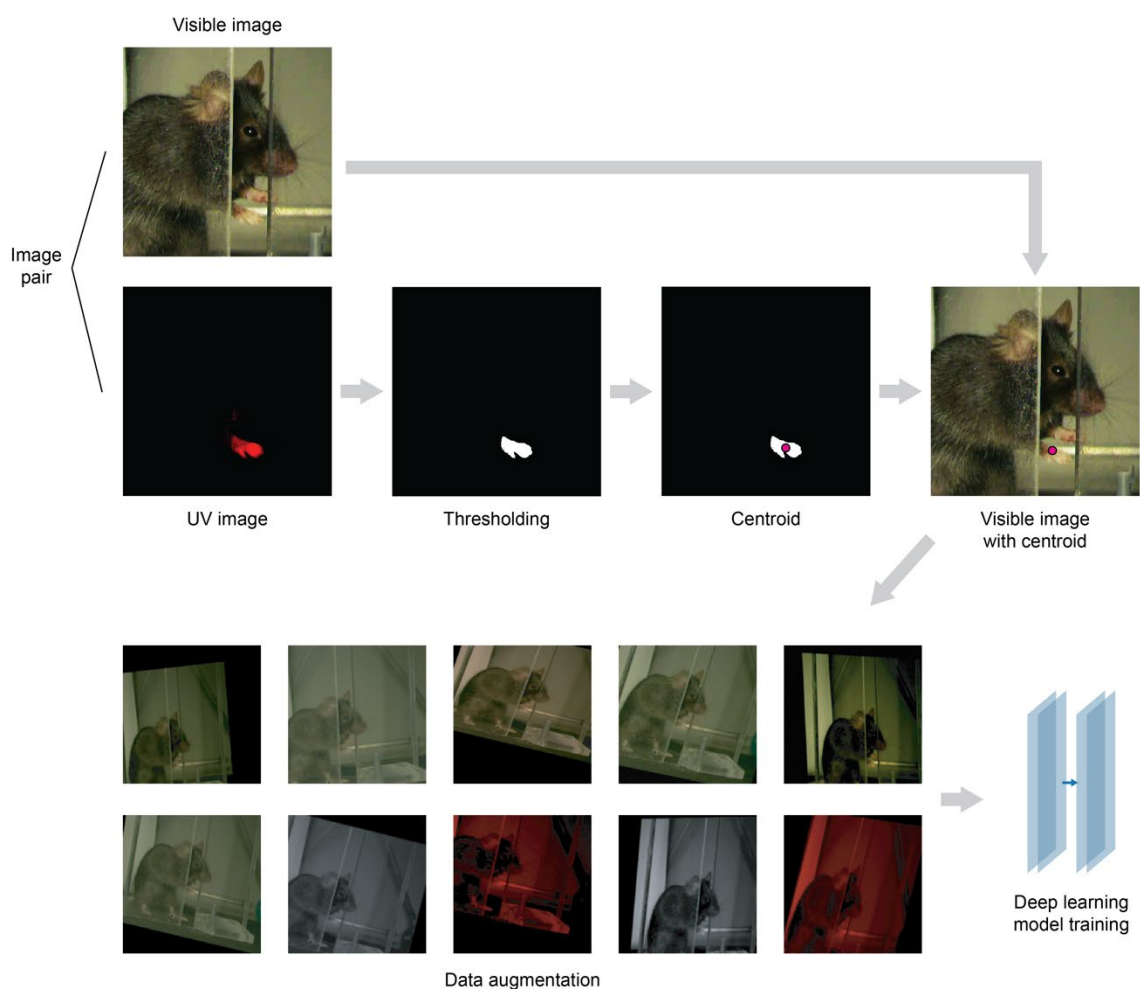 Visible image
Image
pair
UV image
Thresholding
Centroid
Visible image
with centroid
Deep learning
model training
Data augmentation